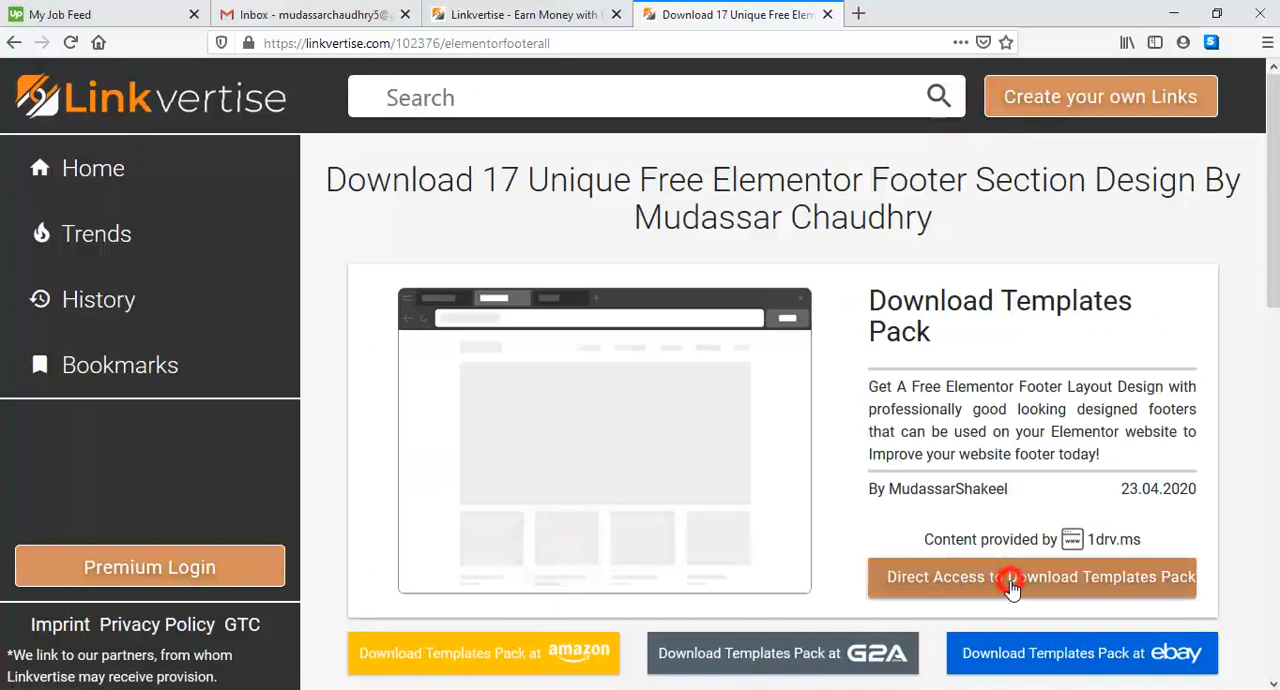 My Job Feed
Inbox - mudassarchaudhry5@g
Linkvertise - Earn Money with
Download 17 Unique Free Elem
https://linkvertise.com/102376/elementorfooterall
Linkvertise
Search
Create your own Links
Home
Trends
History
Bookmarks
Premium Login
Imprint Privacy Policy GTC
*We link to our partners, from whom
Linkvertise may receive provision.
Download 17 Unique Free Elementor Footer Section Design By
Mudassar Chaudhry
Download Templates
Pack
Get A Free Elementor Footer Layout Design with
professionally good looking designed footers
that can be used on your Elementor website to
Improve your website footer today!
By MudassarShakeel 23.04.2020
Content provided by www 1drv.ms
Direct Access to Download Templates Pack
Download Templates Pack at amazon
Download Templates Pack at G2A
Download Templates Pack at ebay